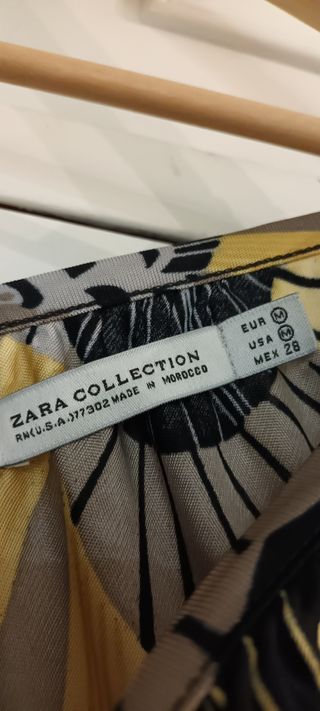 ZARA COLLECTION
RN(U.S.A.)77302 MADE IN MOROCCO
EUR M
USA M
MEX 28